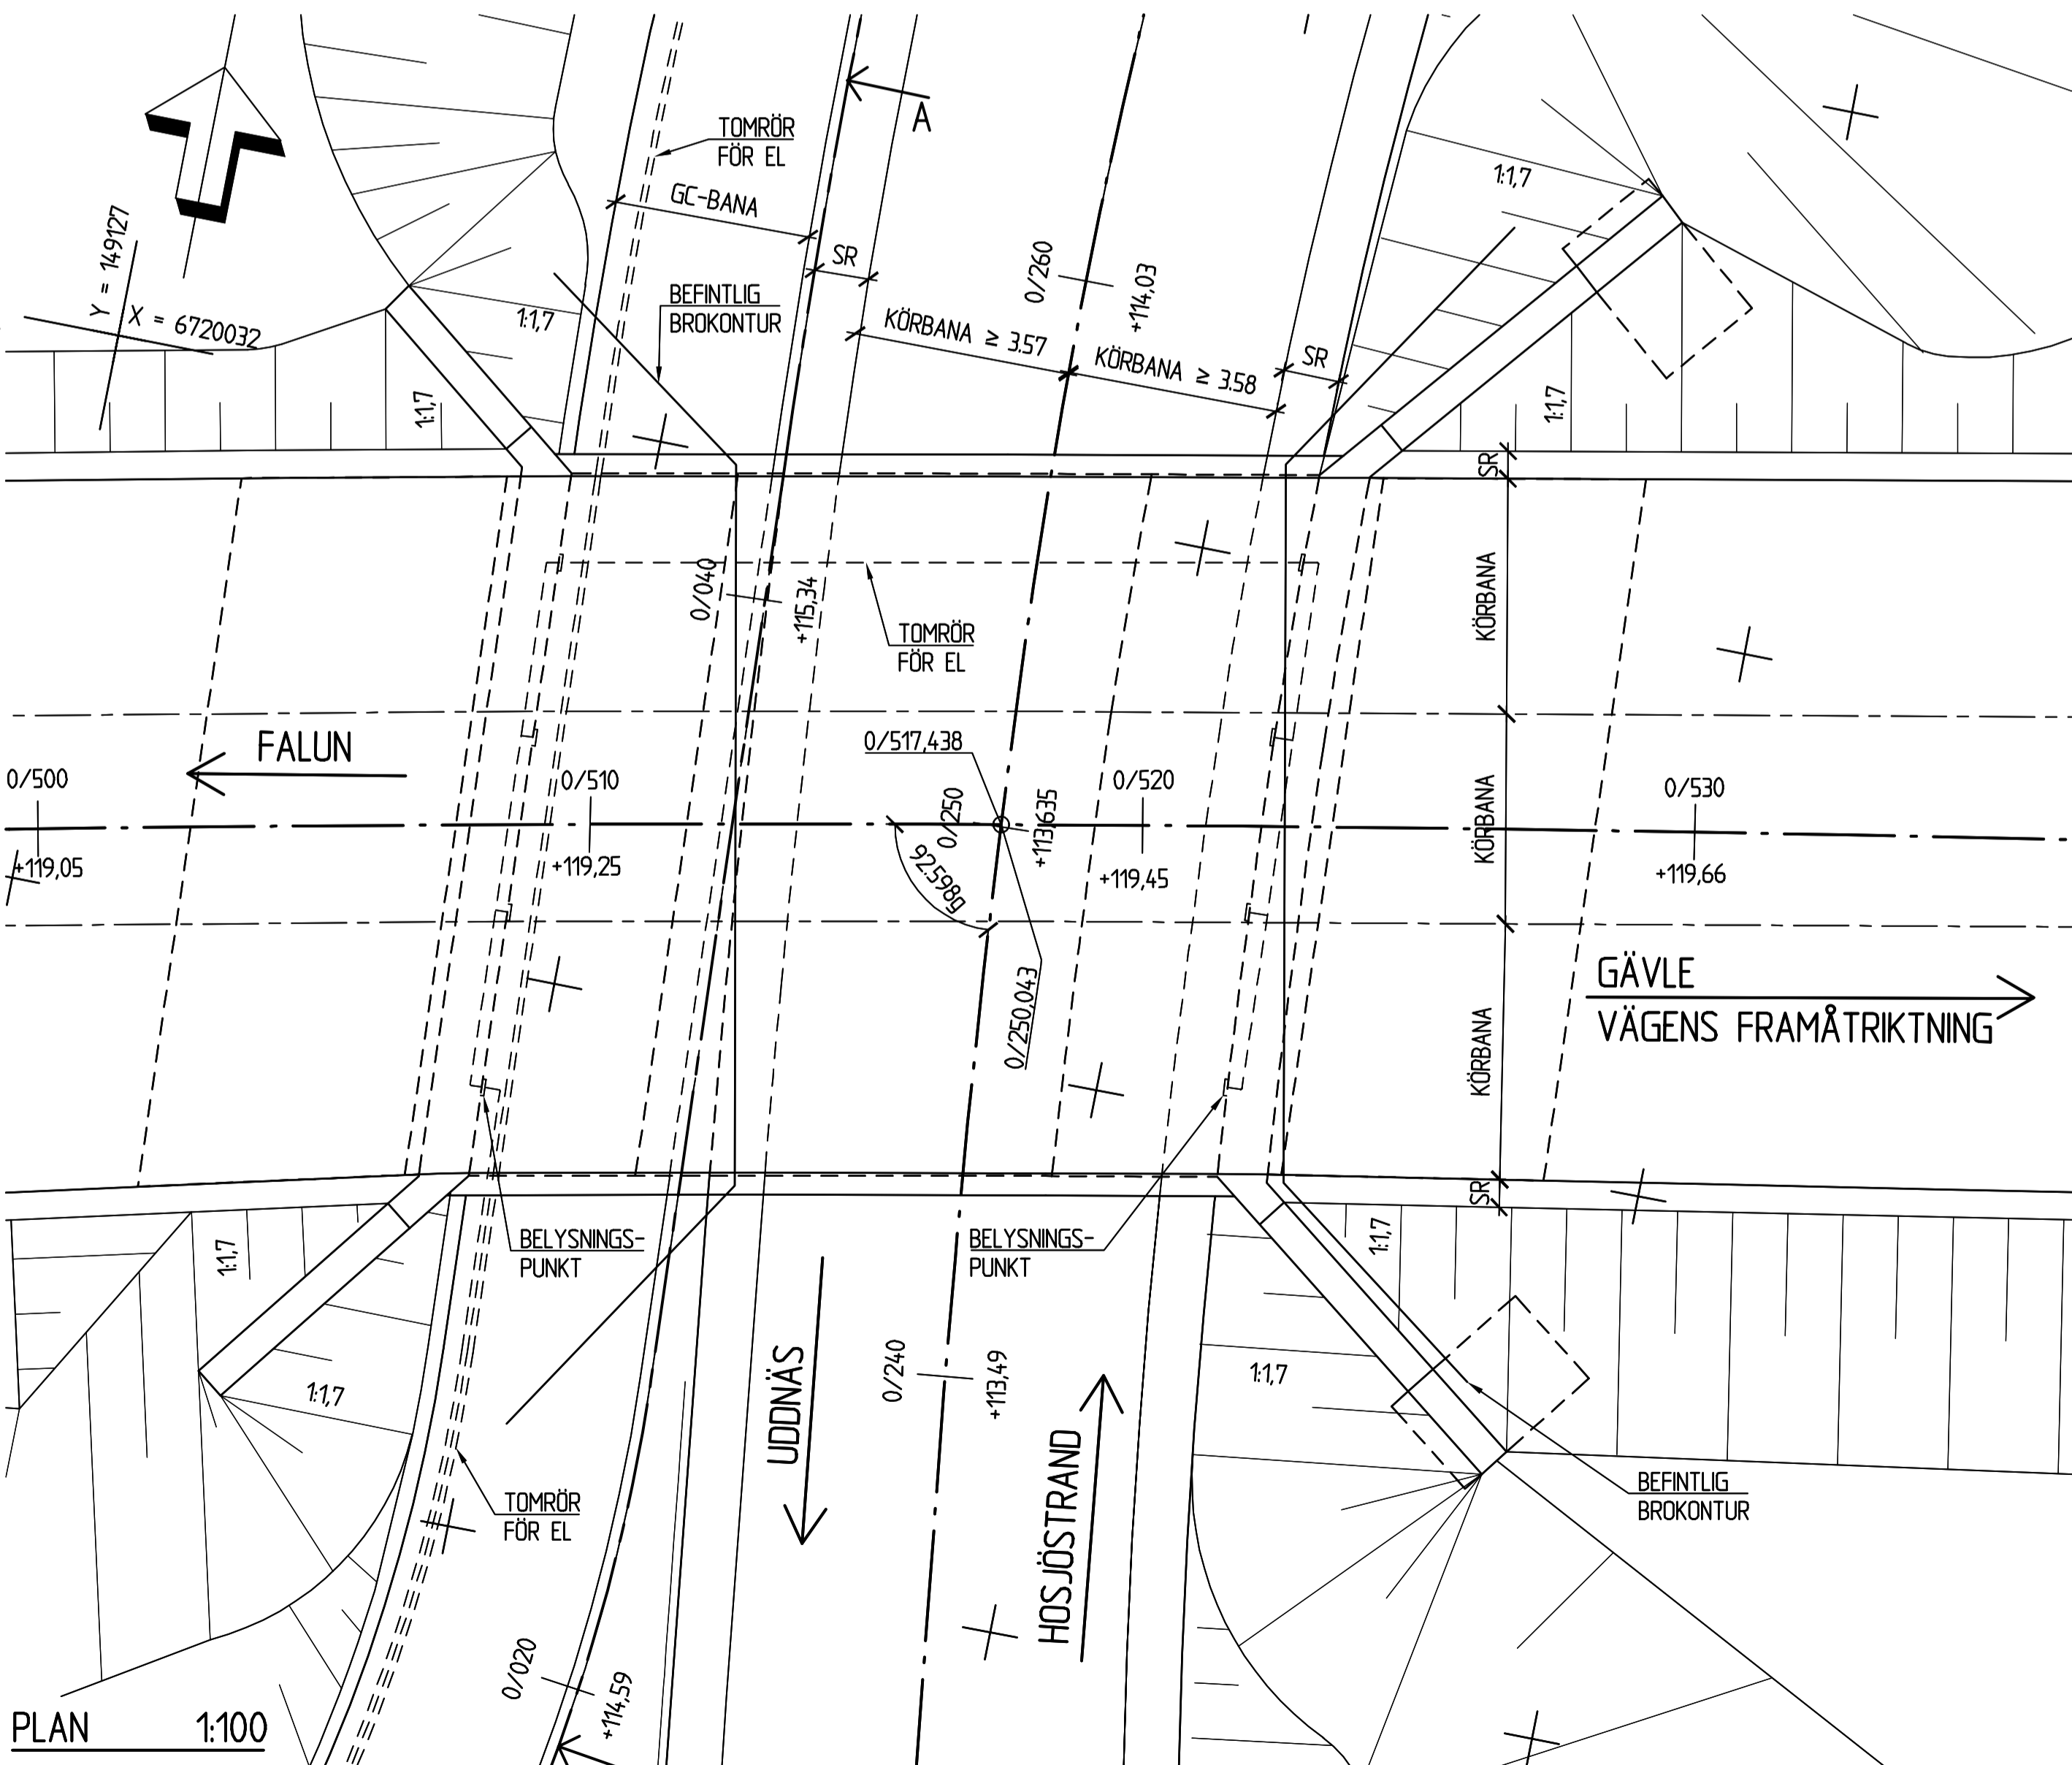 A
TOMRÖR
FÖR EL
GC-BANA
SR
1:1,7
Y = 149127
X = 6720032
0/260
+114,03
BEFINTLIG
BROKONTUR
1:1,7
KÖRBANA ≥ 3.57
KÖRBANA ≥ 3.58
SR
1:1,7
1:1,7
SR
0/040
+115,34
TOMRÖR
FÖR EL
KÖRBANA
FALUN
0/517,438
0/500
0/510
0/250
+113,635
0/520
0/530
KÖRBANA
+119,05
+119,25
92.598g
+119,45
+119,66
GÄVLE
VÄGENS FRAMÅTRIKTNING
0/250,043
KÖRBANA
SR
1:1,7
BELYSNINGS-
PUNKT
BELYSNINGS-
PUNKT
1:1,7
1:1,7
UDDNÄS
0/240
+113,49
1:1,7
HOSJÖSTRAND
TOMRÖR
FÖR EL
BEFINTLIG
BROKONTUR
0/020
+114,59
PLAN 1:100